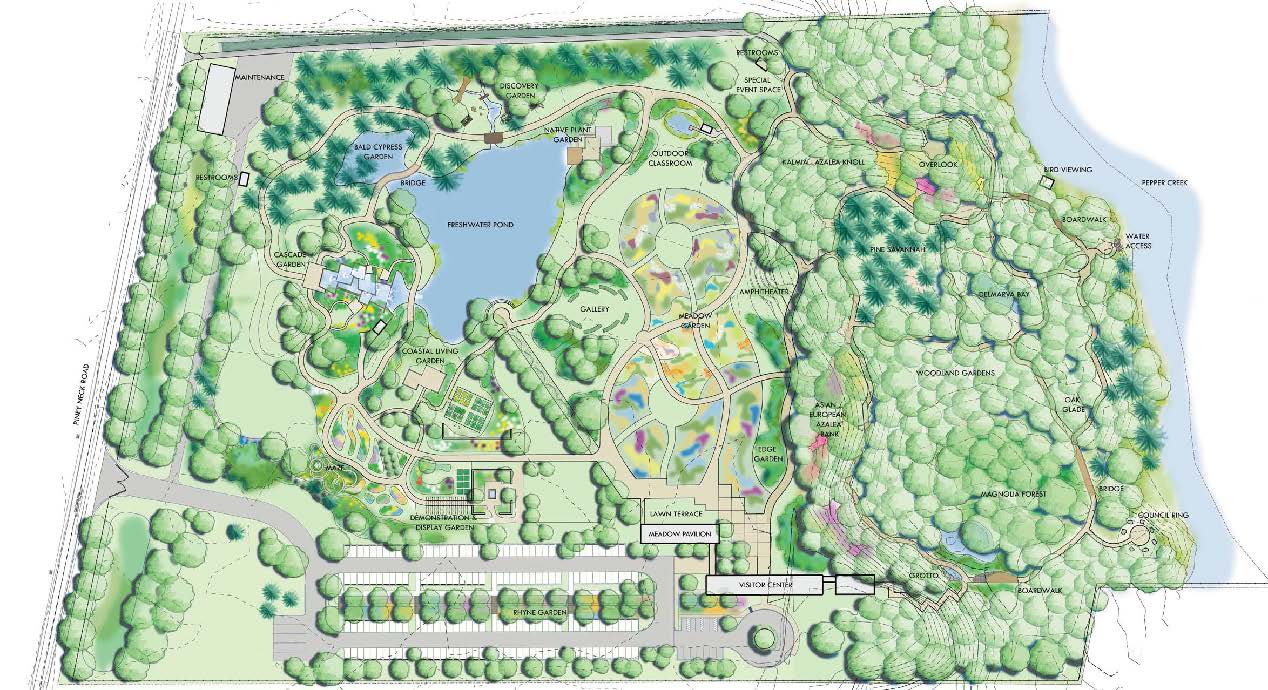 RESTROOMS
MAINTENANCE
SPECIAL
EVENT SPACE
DISCOVERY
GARDEN
NATIVE PLANT
GARDEN
BALD CYPRESS
GARDEN
OUTDOOR
CLASSROOM
KALMIA
AZALEA KNOLL
OVERLOOK
BIRD VIEWING
PEPPER CREEK
RESTROOMS
BRIDGE
FRESHWATER POND
BOARDWALK
WATER
ACCESS
PINE SAVANNAH
CASCADE
GARDEN
AMPHITHEATER
DELMARVA BAY
GALLERY
MEADOW
GARDEN
COASTAL LIVING
GARDEN
WOODLAND GARDENS
PINEY NECK ROAD
ASIAN
EUROPEAN
AZALEA
BANK
OAK
GLADE
EDGE
GARDEN
MAZE
BRIDGE
MAGNOLIA FOREST
LAWN TERRACE
COUNCIL RING
DEMONSTRATION &
DISPLAY GARDEN
MEADOW PAVILION
GROTTO
VISITOR CENTER
BOARDWALK
RHYNE GARDEN